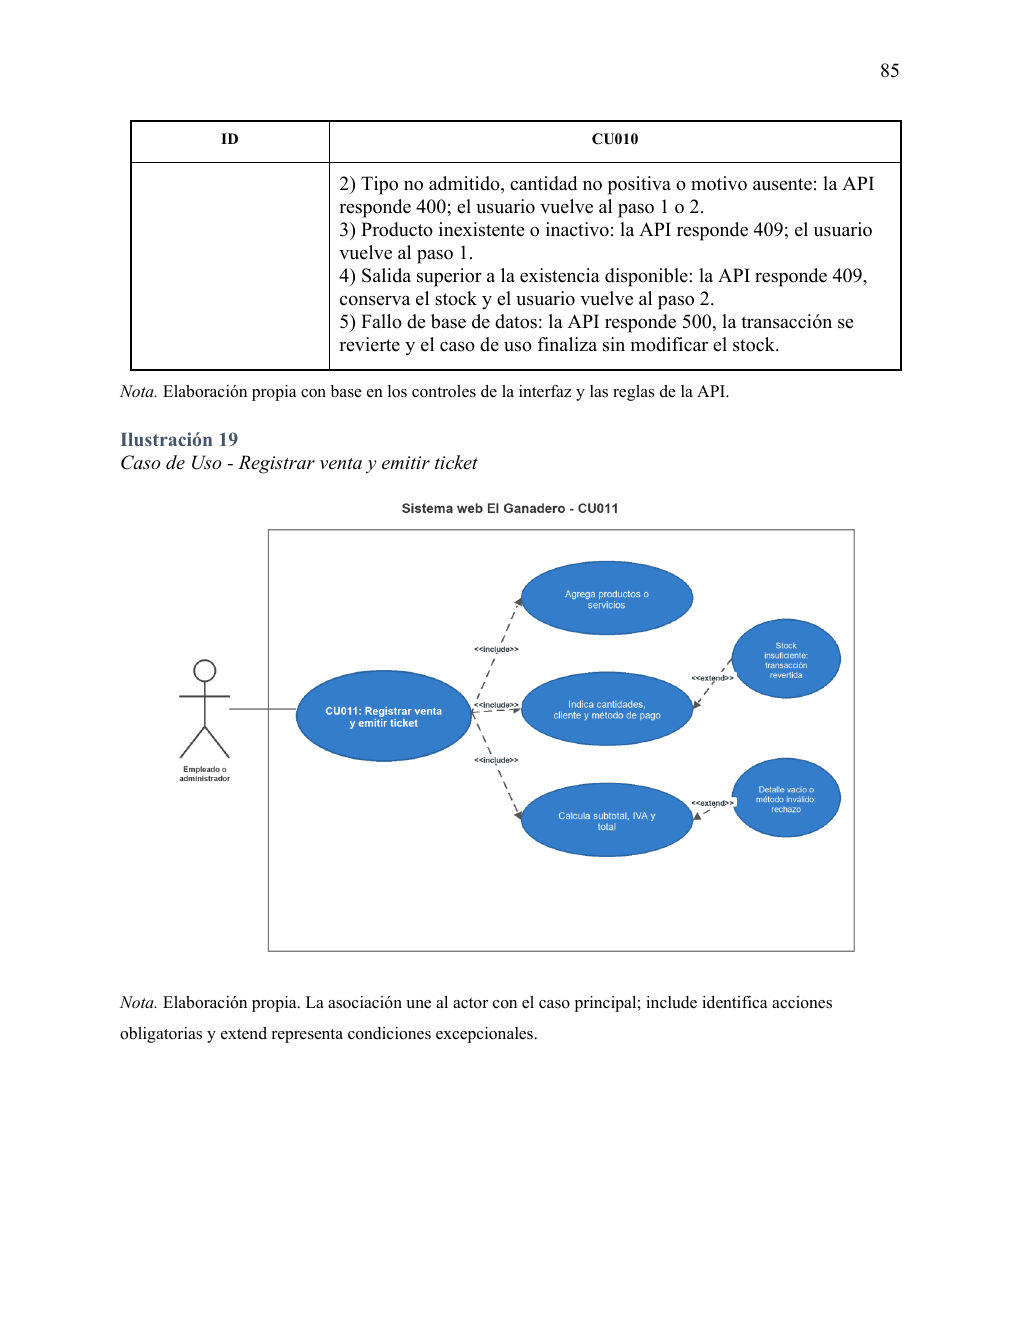 85
ID CU010
2) Tipo no admitido, cantidad no positiva o motivo ausente: la API
responde 400; el usuario vuelve al paso 1 o 2.
3) Producto inexistente o inactivo: la API responde 409; el usuario
vuelve al paso 1.
4) Salida superior a la existencia disponible: la API responde 409,
conserva el stock y el usuario vuelve al paso 2.
5) Fallo de base de datos: la API responde 500, la transacción se
revierte y el caso de uso finaliza sin modificar el stock.
Nota. Elaboración propia con base en los controles de la interfaz y las reglas de la API.
Ilustración 19
Caso de Uso - Registrar venta y emitir ticket
Sistema web El Ganadero - CU011
Agrega productos o
servicios
<<include>>
Stock
insuficiente:
transacción
revertida
<<extend>>
CU011: Registrar venta
y emitir ticket
<<include>>
Indica cantidades,
cliente y método de pago
Empleado o
administrador
<<include>>
Detalle vacío o
método inválido:
rechazo
<<extend>>
Calcula subtotal, IVA y
total
Nota. Elaboración propia. La asociación une al actor con el caso principal; include identifica acciones
obligatorias y extend representa condiciones excepcionales.